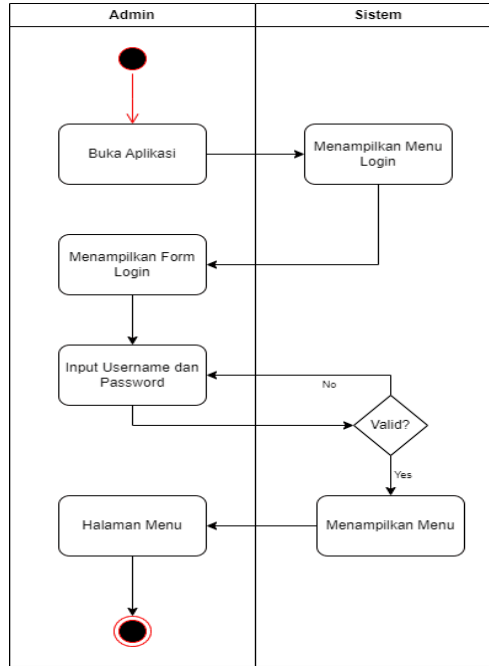 Admin
Sistem
Buka Aplikasi
Menampilkan Menu
Login
Menampilkan Form
Login
Input Username dan
Password
No
Valid?
Yes
Halaman Menu
Menampilkan Menu